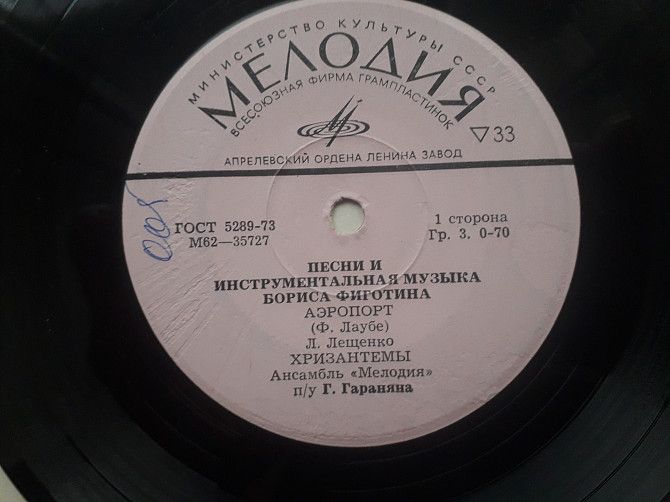 МИНИСТЕРСТВО КУЛЬТУРЫ СССР
МЕЛОДИЯ
ВСЕСОЮЗНАЯ ФИРМА ГРАМПЛАСТИНОК
▽33
АПРЕЛЕВСКИЙ ОРДЕНА ЛЕНИНА ЗАВОД
ГОСТ 5289-73
М62—35727
1 сторона
Гр. 3. 0-70
ПЕСНИ И
ИНСТРУМЕНТАЛЬНАЯ МУЗЫКА
БОРИСА ФИГОТИНА
АЭРОПОРТ
(Ф. Лаубе)
Л. Лещенко
ХРИЗАНТЕМЫ
Ансамбль «Мелодия»
п/у Г. Гараняна